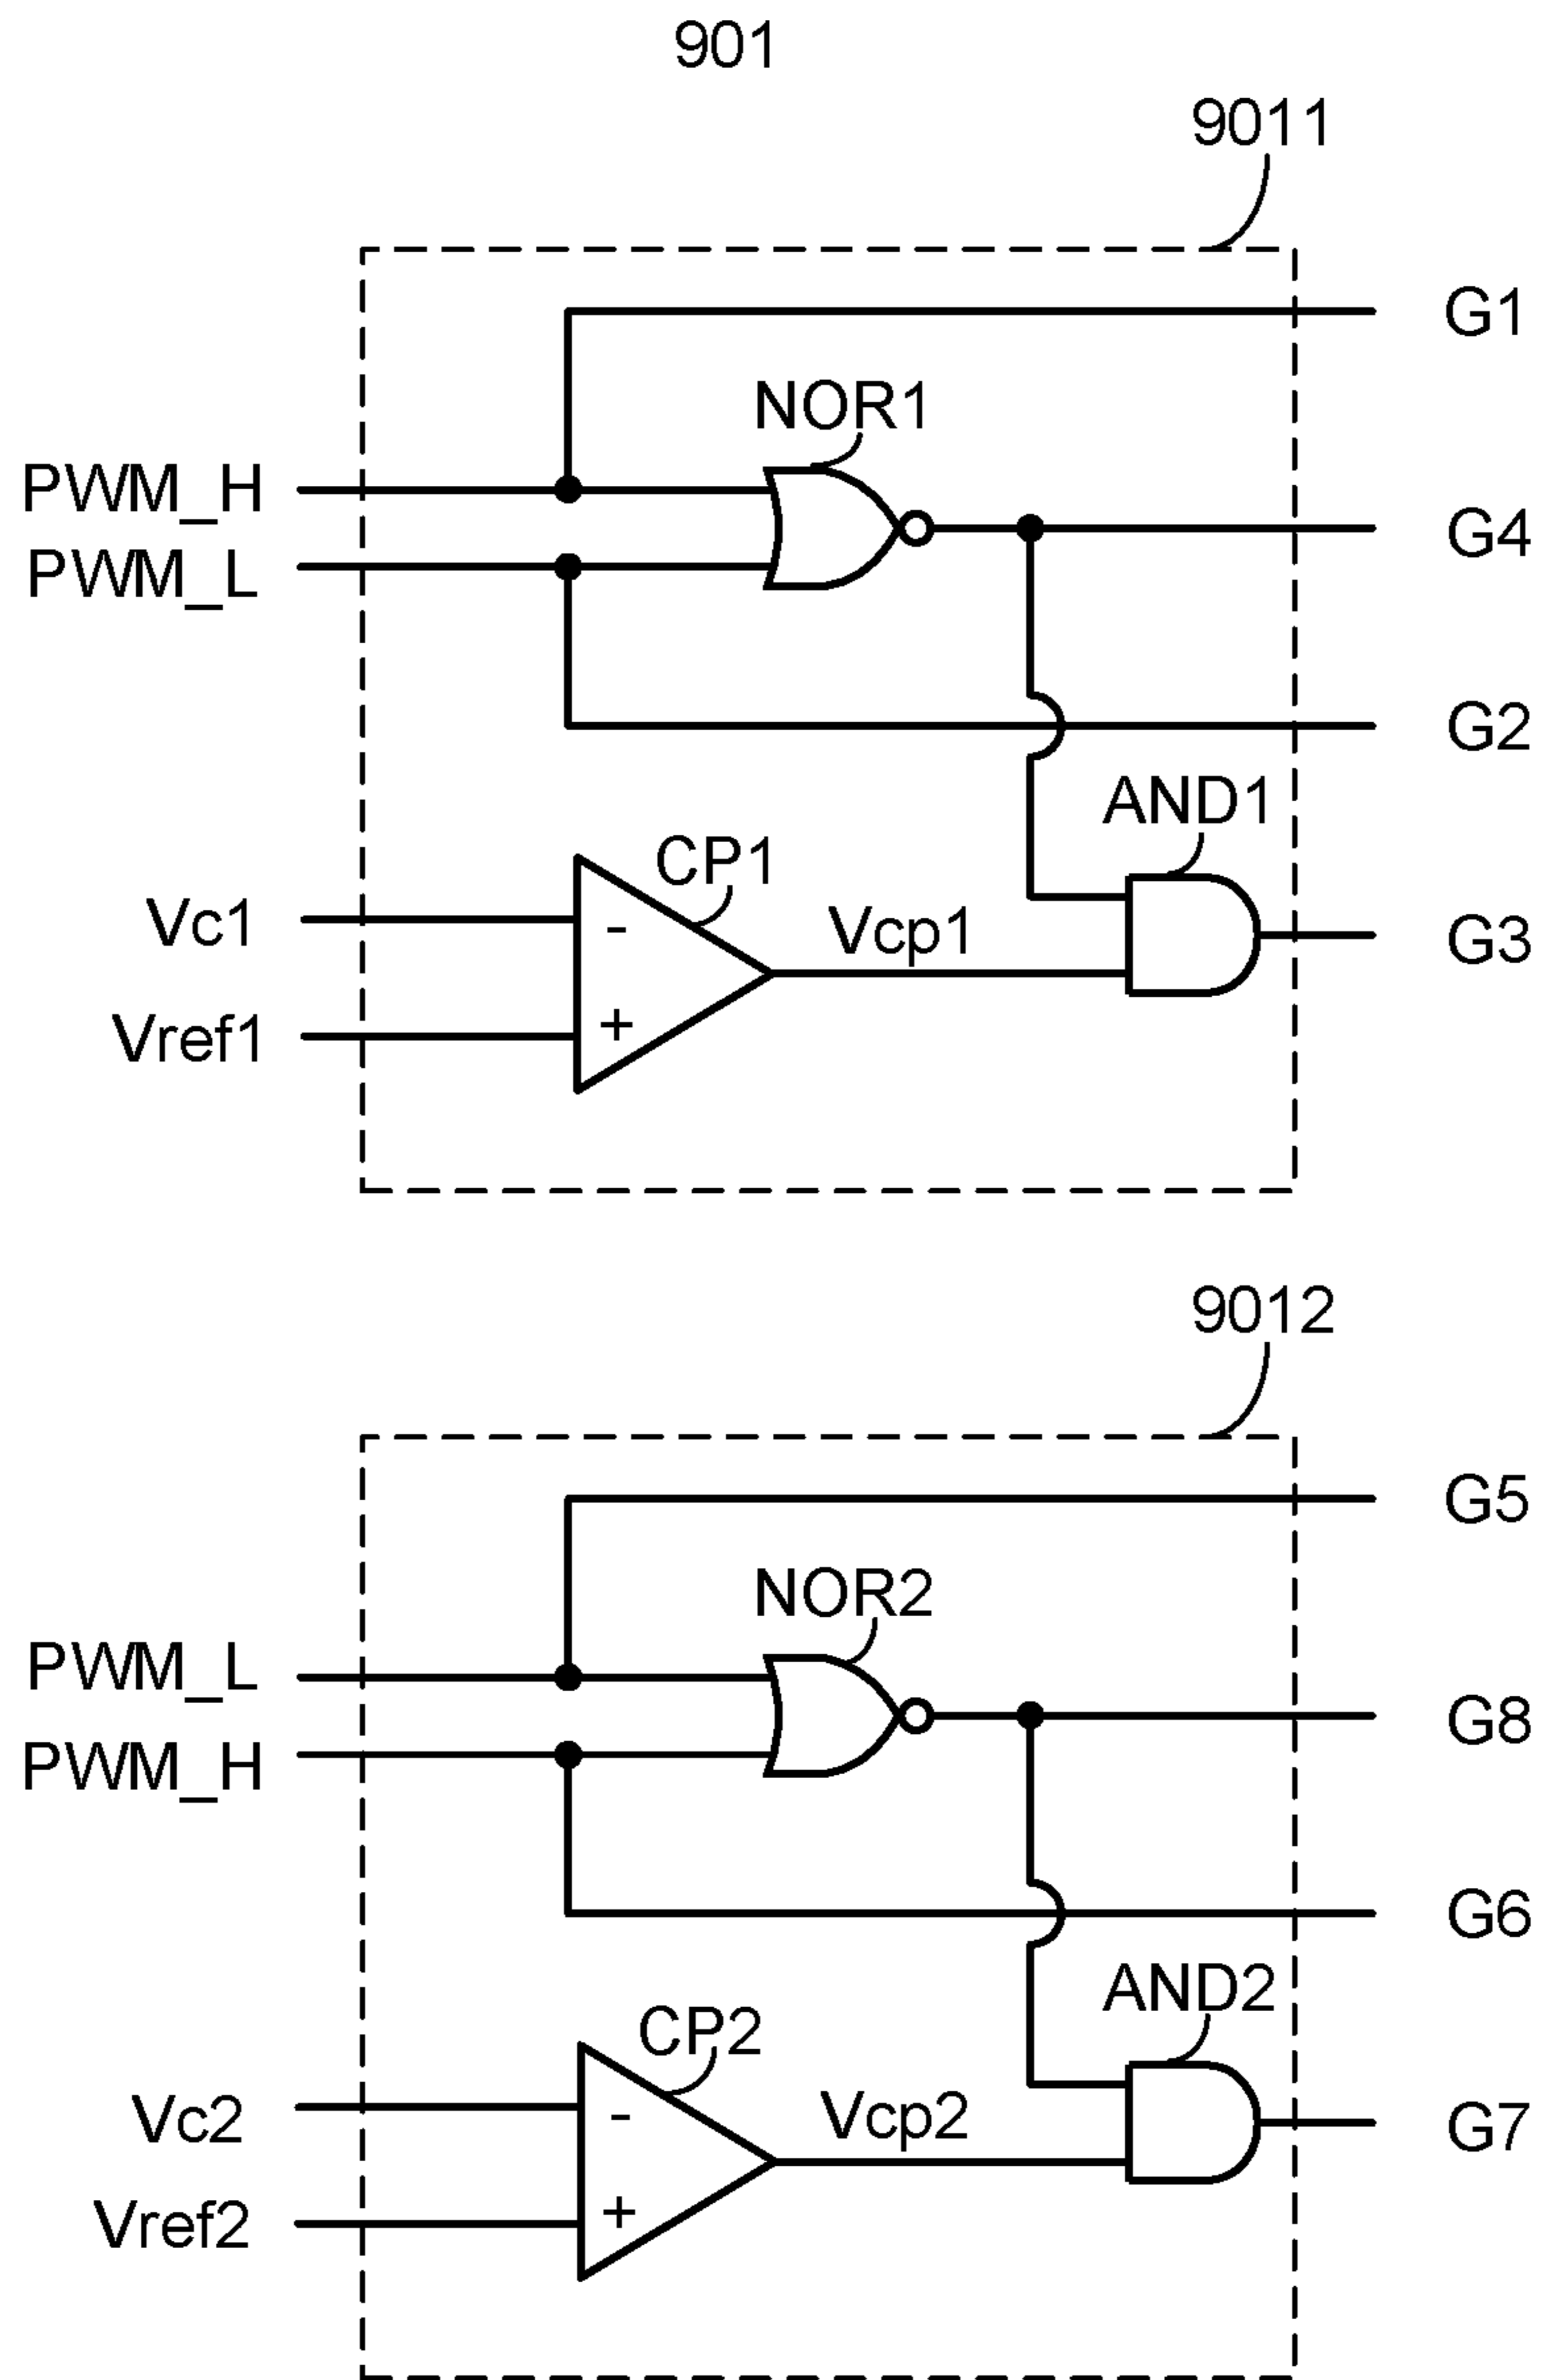 901
9011
G1
NOR1
PWM_H
G4
PWM_L
G2
AND1
CP1
Vc1
-
Vcp1
G3
Vref1
+
9012
G5
NOR2
PWM_L
G8
PWM_H
G6
AND2
CP2
Vc2
-
Vcp2
G7
Vref2
+